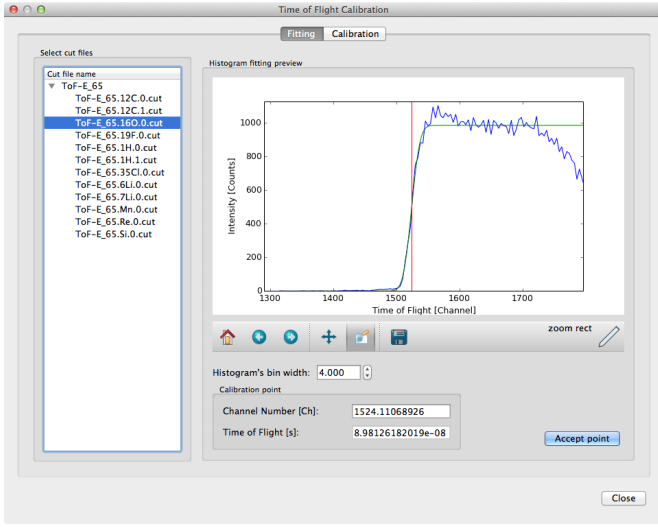 Time of Flight Calibration
Fitting Calibration
Select cut files
Cut file name
ToF-E_65
ToF-E_65.12C.0.cut
ToF-E_65.12C.1.cut
ToF-E_65.16O.0.cut
ToF-E_65.19F.0.cut
ToF-E_65.1H.0.cut
ToF-E_65.1H.1.cut
ToF-E_65.35Cl.0.cut
ToF-E_65.6Li.0.cut
ToF-E_65.7Li.0.cut
ToF-E_65.Mn.0.cut
ToF-E_65.Re.0.cut
ToF-E_65.Si.0.cut
Histogram fitting preview
Intensity [Counts]
1000
800
600
400
200
0
1300 1400 1500 1600 1700
Time of Flight [Channel]
zoom rect
Histogram's bin width: 4.000
Calibration point
Channel Number [Ch]: 1524.11068926
Time of Flight [s]: 8.98126182019e-08
Accept point
Close